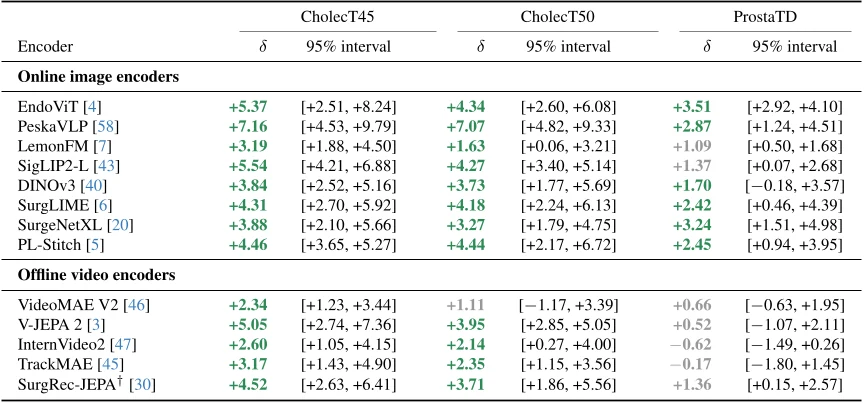 CholecT45 CholecT50 ProstaTD
Encoder δ 95% interval δ 95% interval δ 95% interval
Online image encoders
EndoViT [4] +5.37 [+2.51, +8.24] +4.34 [+2.60, +6.08] +3.51 [+2.92, +4.10]
PeskaVLP [58] +7.16 [+4.53, +9.79] +7.07 [+4.82, +9.33] +2.87 [+1.24, +4.51]
LemonFM [7] +3.19 [+1.88, +4.50] +1.63 [+0.06, +3.21] +1.09 [+0.50, +1.68]
SigLIP2-L [43] +5.54 [+4.21, +6.88] +4.27 [+3.40, +5.14] +1.37 [+0.07, +2.68]
DINOv3 [40] +3.84 [+2.52, +5.16] +3.73 [+1.77, +5.69] +1.70 [−0.18, +3.57]
SurgLIME [6] +4.31 [+2.70, +5.92] +4.18 [+2.24, +6.13] +2.42 [+0.46, +4.39]
SurgeNetXL [20] +3.88 [+2.10, +5.66] +3.27 [+1.79, +4.75] +3.24 [+1.51, +4.98]
PL-Stitch [5] +4.46 [+3.65, +5.27] +4.44 [+2.17, +6.72] +2.45 [+0.94, +3.95]
Offline video encoders
VideoMAE V2 [46] +2.34 [+1.23, +3.44] +1.11 [−1.17, +3.39] +0.66 [−0.63, +1.95]
V-JEPA 2 [3] +5.05 [+2.74, +7.36] +3.95 [+2.85, +5.05] +0.52 [−1.07, +2.11]
InternVideo2 [47] +2.60 [+1.05, +4.15] +2.14 [+0.27, +4.00] −0.62 [−1.49, +0.26]
TrackMAE [45] +3.17 [+1.43, +4.90] +2.35 [+1.15, +3.56] −0.17 [−1.80, +1.45]
SurgRec-JEPA† [30] +4.52 [+2.63, +6.41] +3.71 [+1.86, +5.56] +1.36 [+0.15, +2.57]